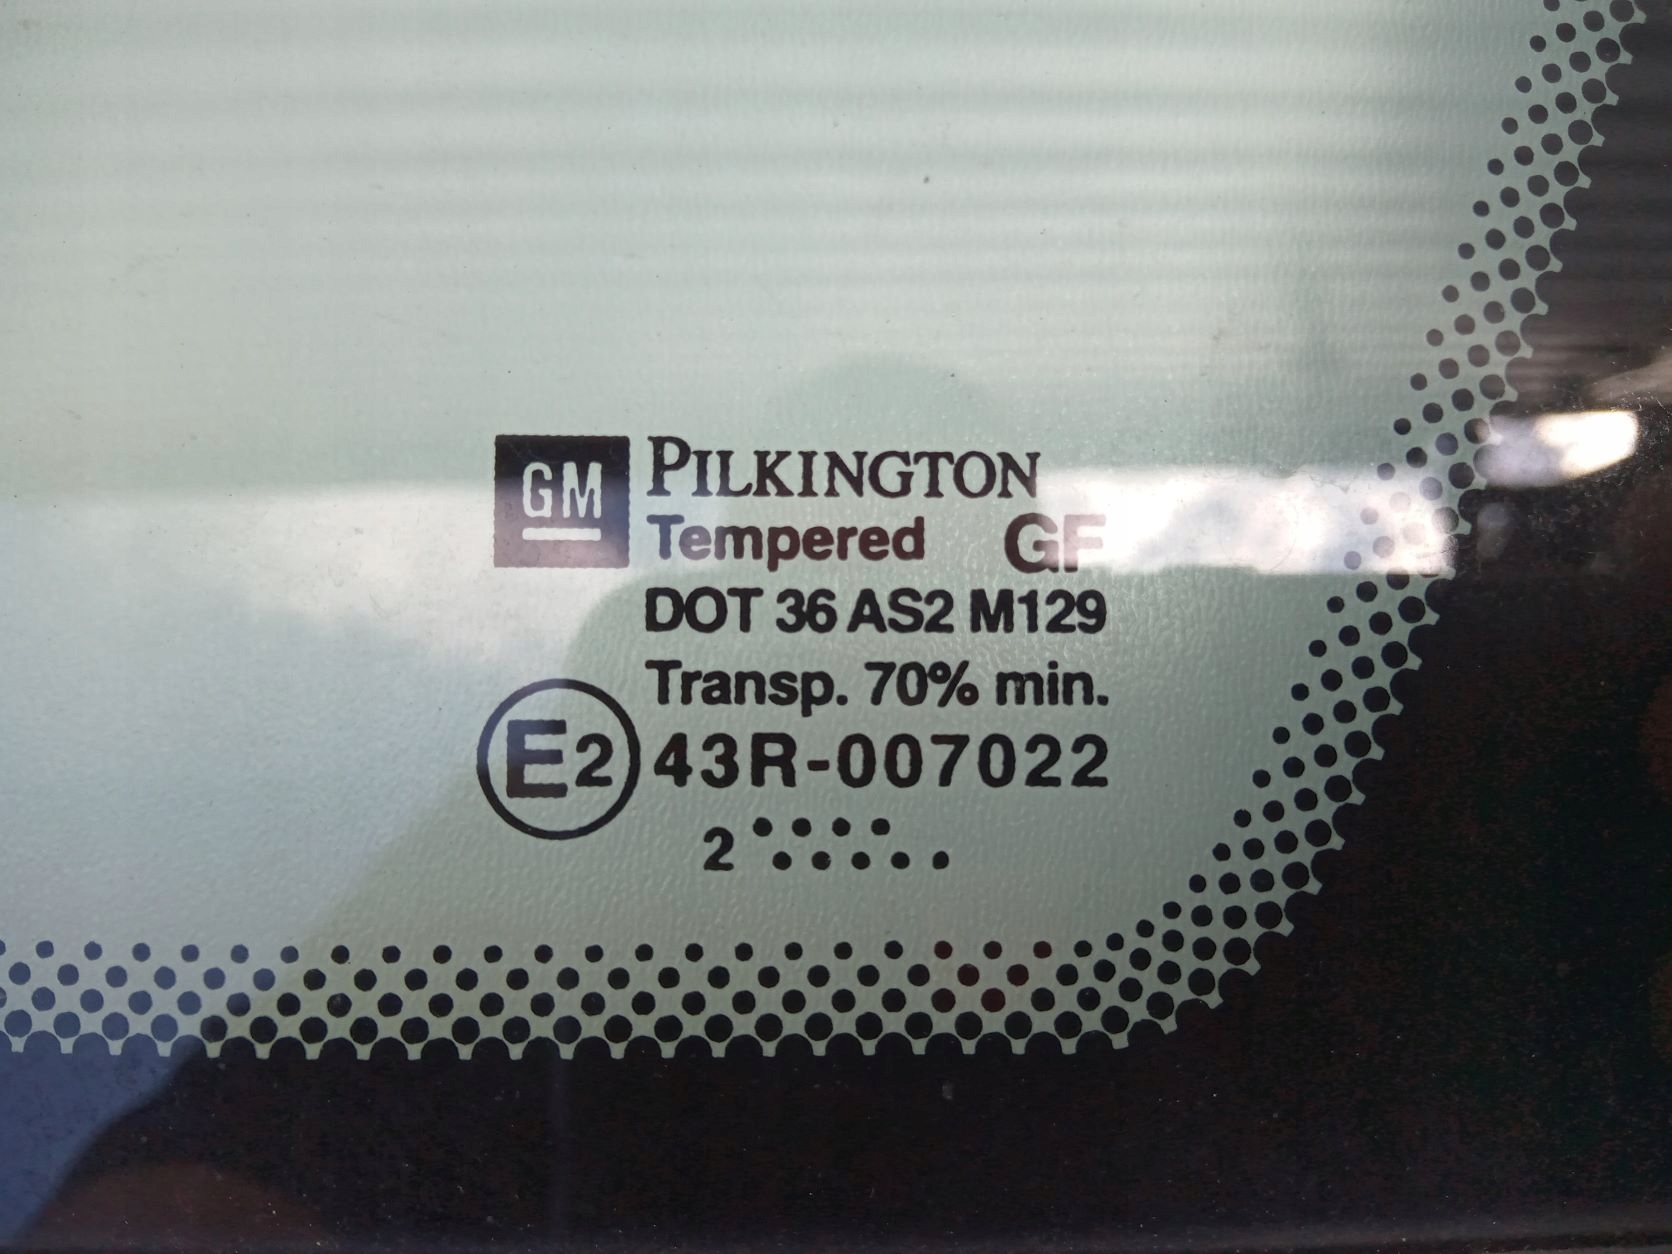 GM PILKINGTON
Tempered GF
DOT 36 AS2 M129
Transp. 70% min.
E2 43R-007022
2